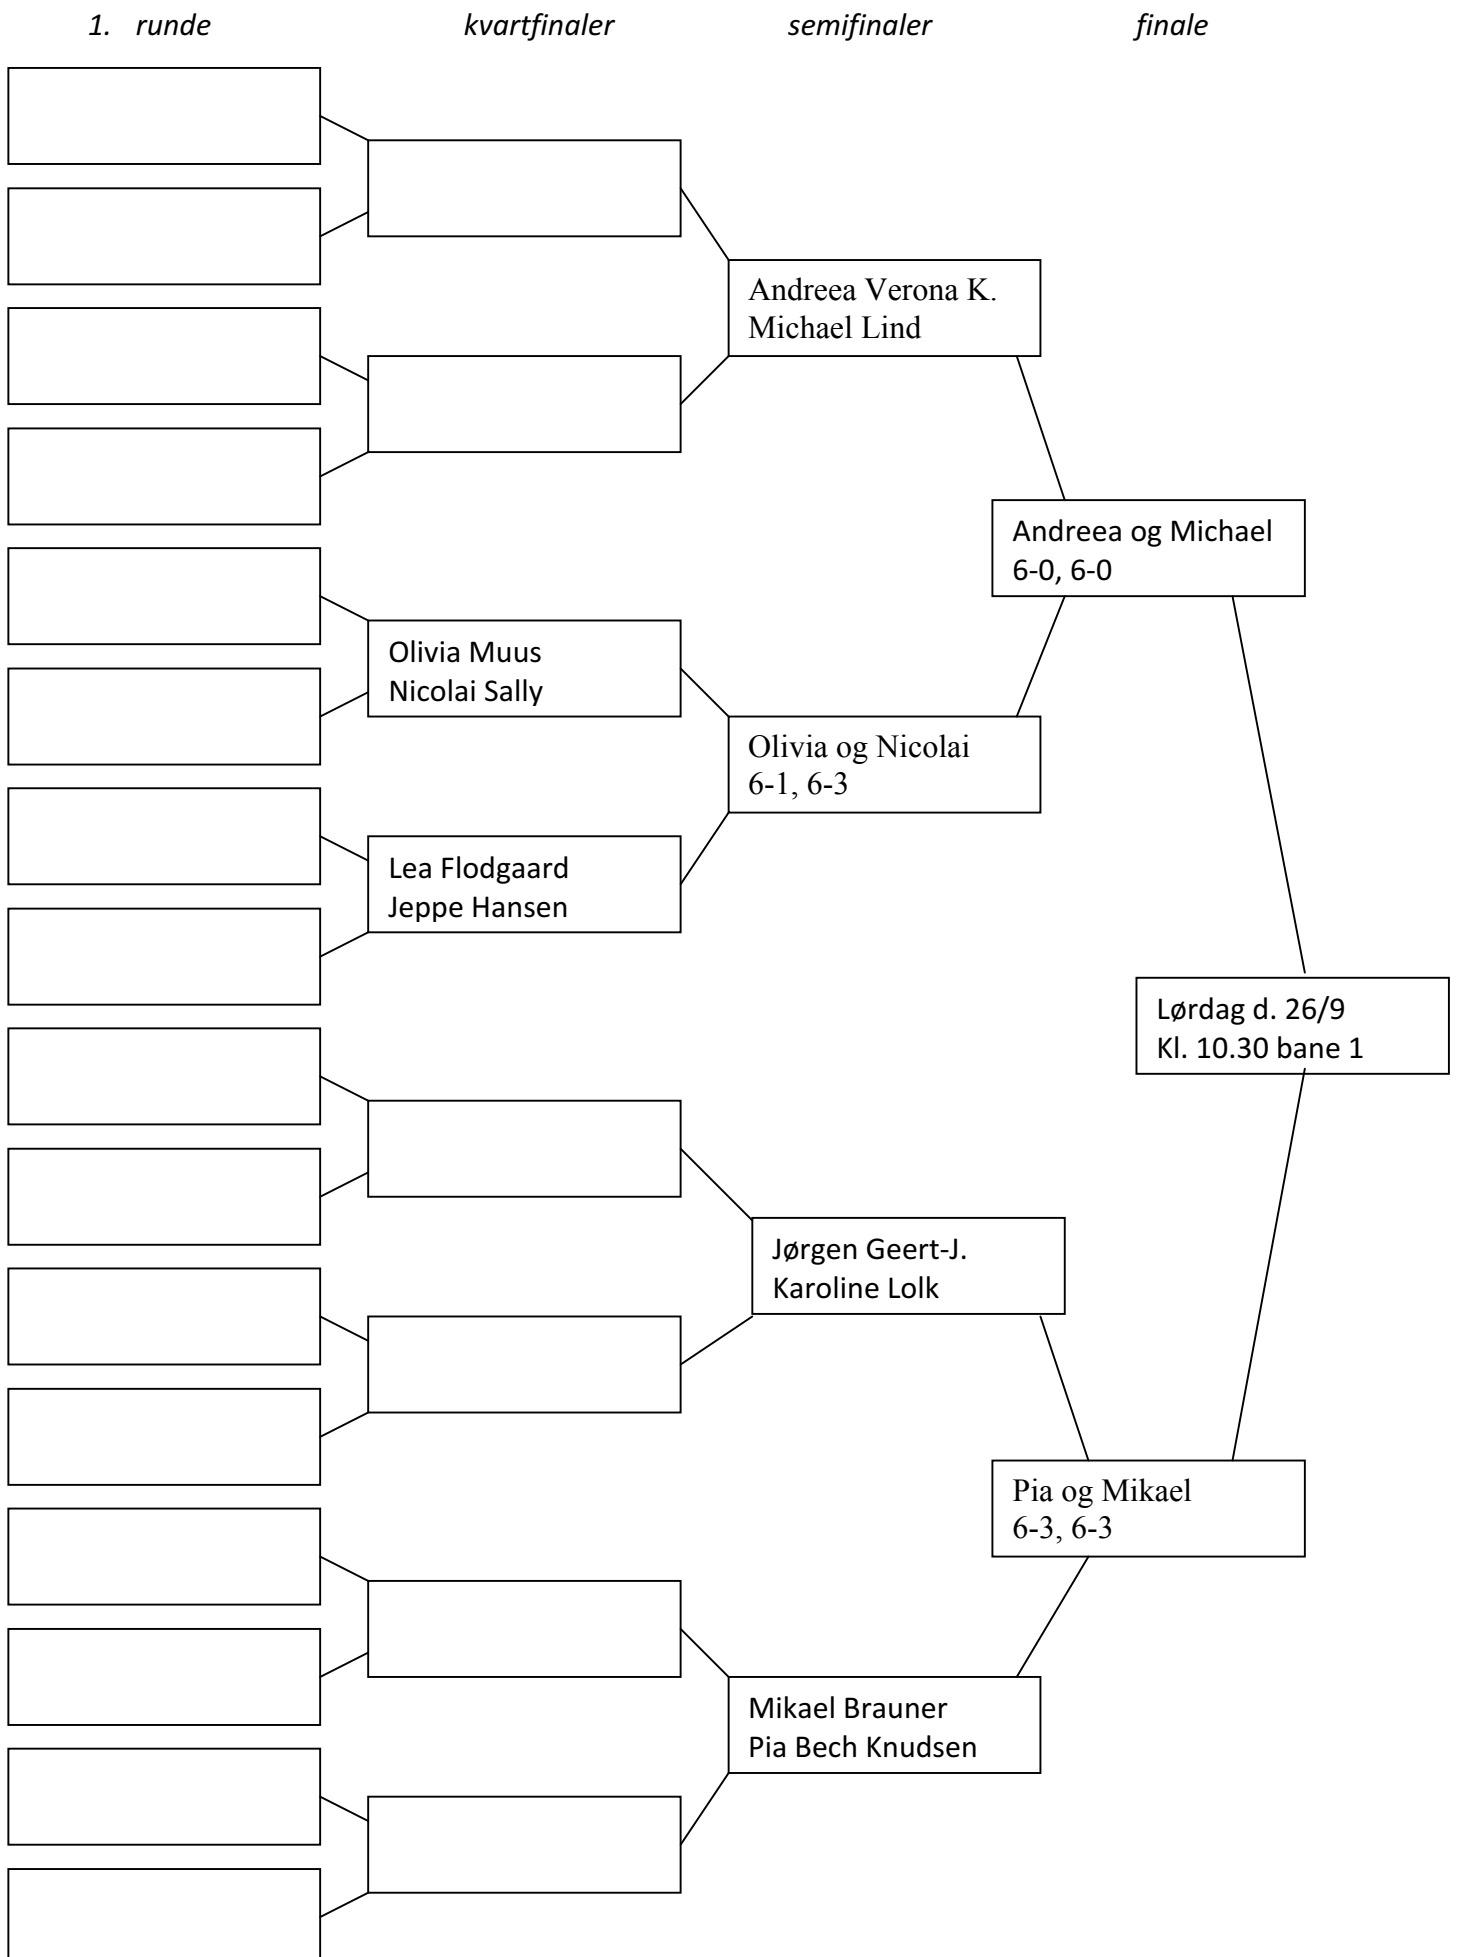 1. runde
kvartfinaler
semifinaler
finale
Andreea Verona K.
Michael Lind
Andreea og Michael
6-0, 6-0
Olivia Muus
Nicolai Sally
Olivia og Nicolai
6-1, 6-3
Lea Flodgaard
Jeppe Hansen
Lørdag d. 26/9
Kl. 10.30 bane 1
Jørgen Geert-J.
Karoline Lolk
Pia og Mikael
6-3, 6-3
Mikael Brauner
Pia Bech Knudsen